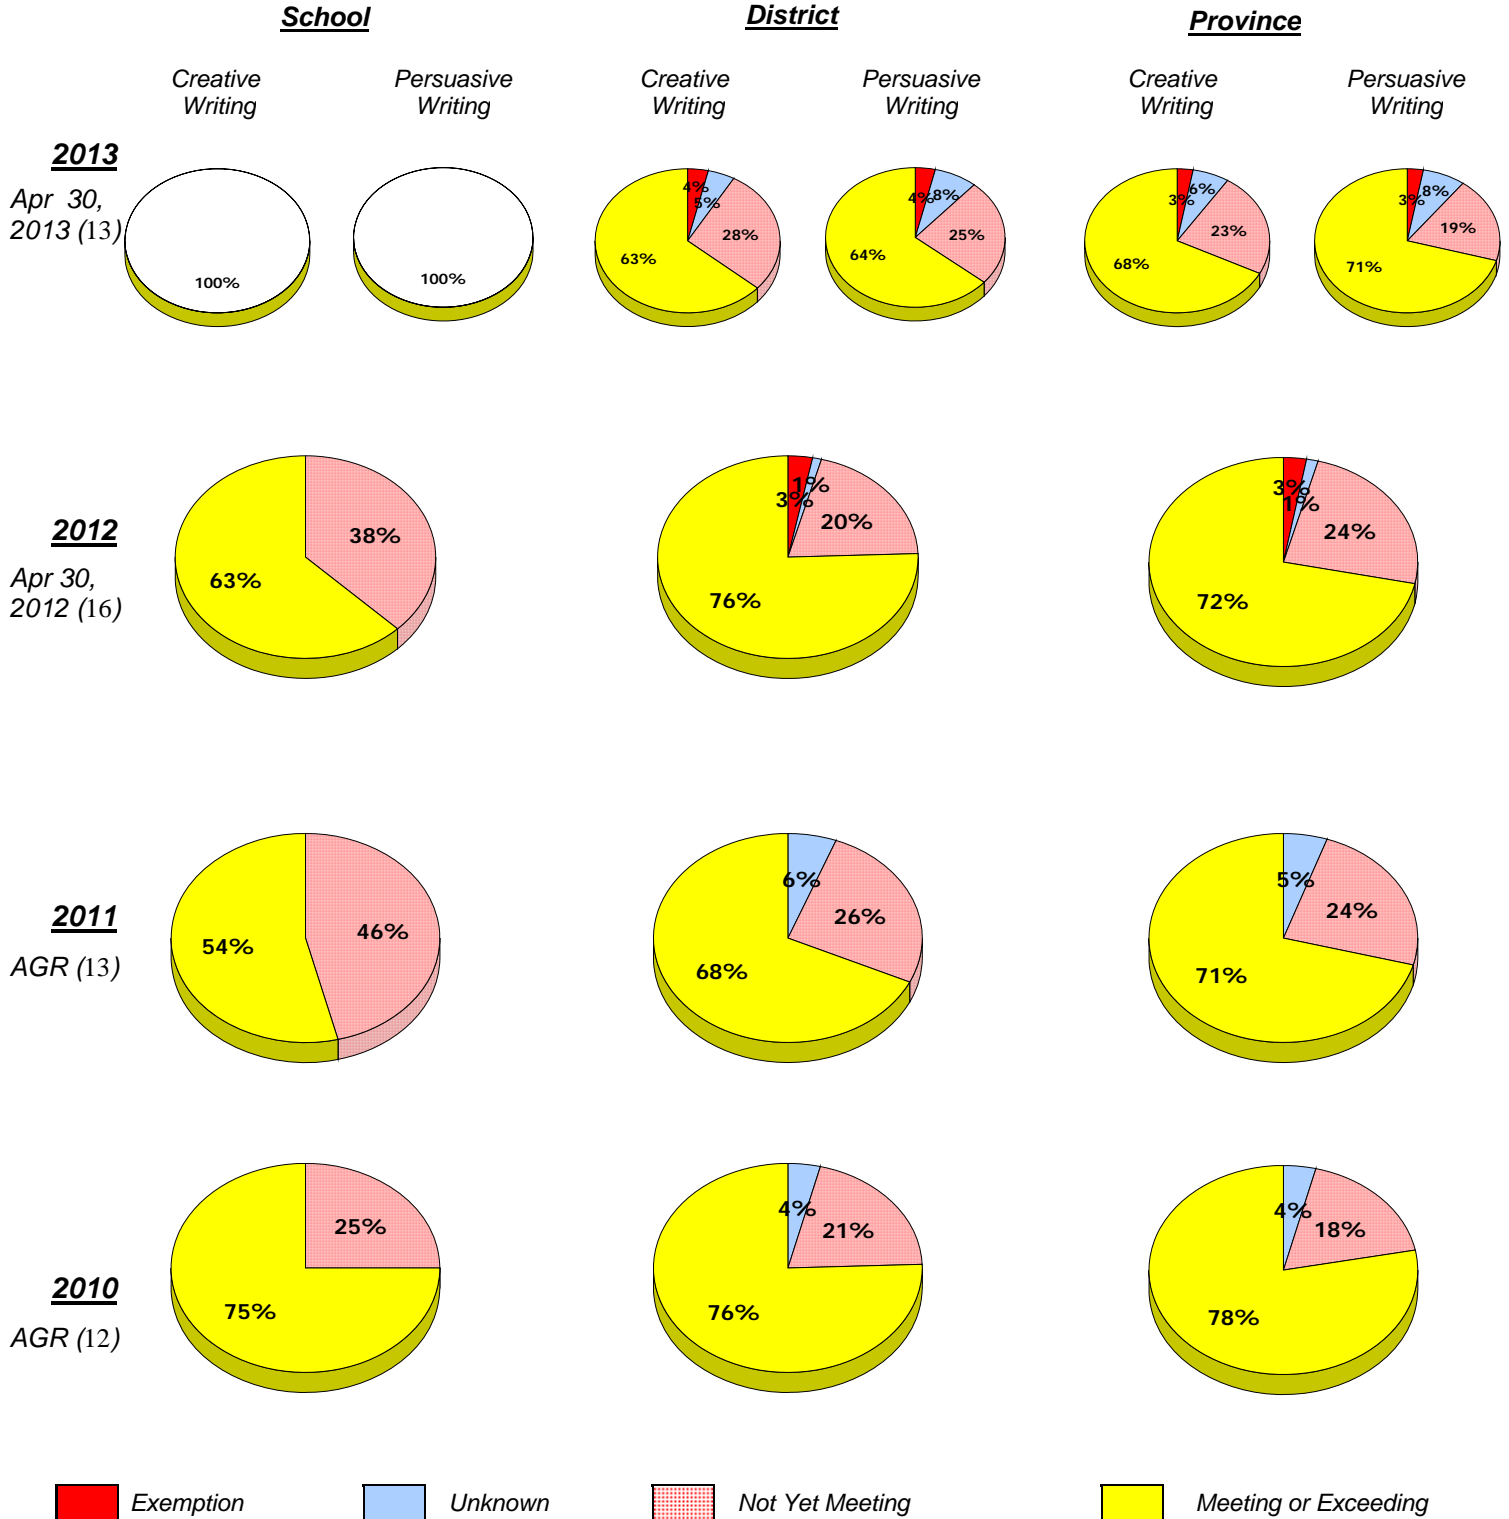 School
District
Province
Creative
Writing
Persuasive
Writing
Creative
Writing
Persuasive
Writing
Creative
Writing
Persuasive
Writing
2013
Apr 30,
2013 (13)
100%
100%
4%
5%
28%
63%
4%
8%
25%
64%
3%
6%
23%
68%
3%
8%
19%
71%
2012
Apr 30,
2012 (16)
38%
63%
3%
1%
20%
76%
3%
1%
24%
72%
2011
AGR (13)
46%
54%
6%
26%
68%
5%
24%
71%
2010
AGR (12)
25%
75%
4%
21%
76%
4%
18%
78%
Exemption
Unknown
Not Yet Meeting
Meeting or Exceeding